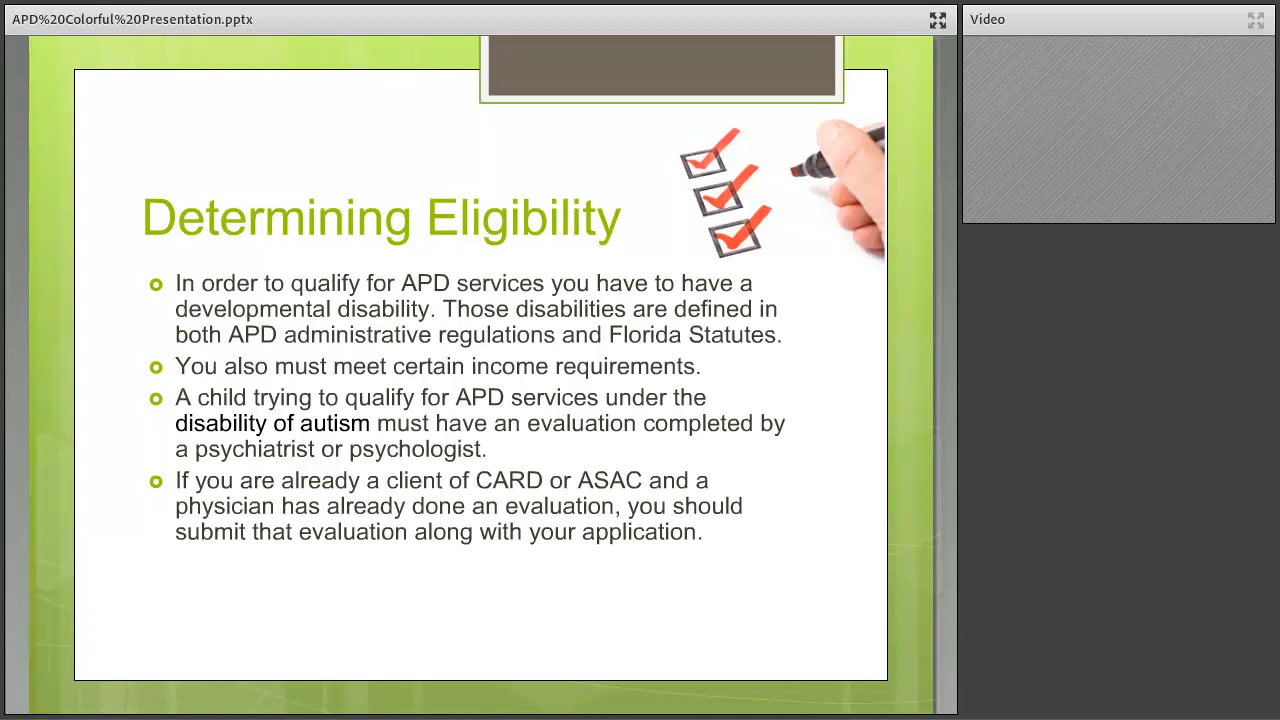 APD%20Colorful%20Presentation.pptx
Video
Determining Eligibility
In order to qualify for APD services you have to have a
developmental disability. Those disabilities are defined in
both APD administrative regulations and Florida Statutes.
You also must meet certain income requirements.
A child trying to qualify for APD services under the
disability of autism must have an evaluation completed by
a psychiatrist or psychologist.
If you are already a client of CARD or ASAC and a
physician has already done an evaluation, you should
submit that evaluation along with your application.